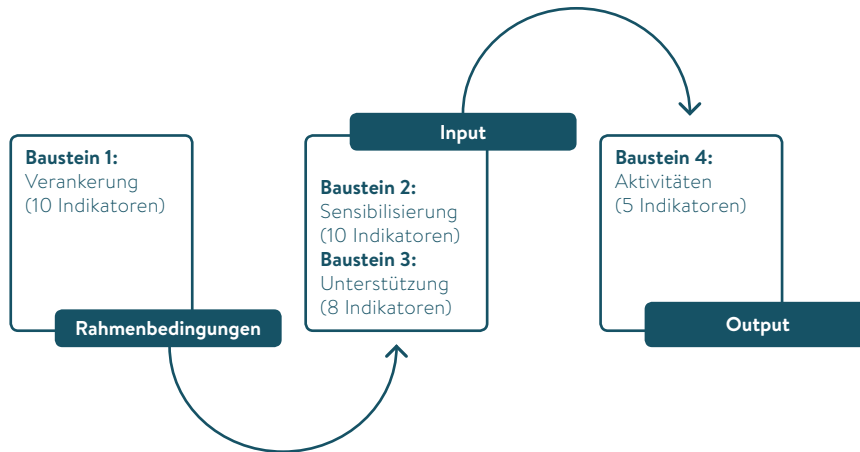 Baustein 1:
Verankerung
(10 Indikatoren)
Rahmenbedingungen
Input
Baustein 2:
Sensibilisierung
(10 Indikatoren)
Baustein 3:
Unterstützung
(8 Indikatoren)
Baustein 4:
Aktivitäten
(5 Indikatoren)
Output